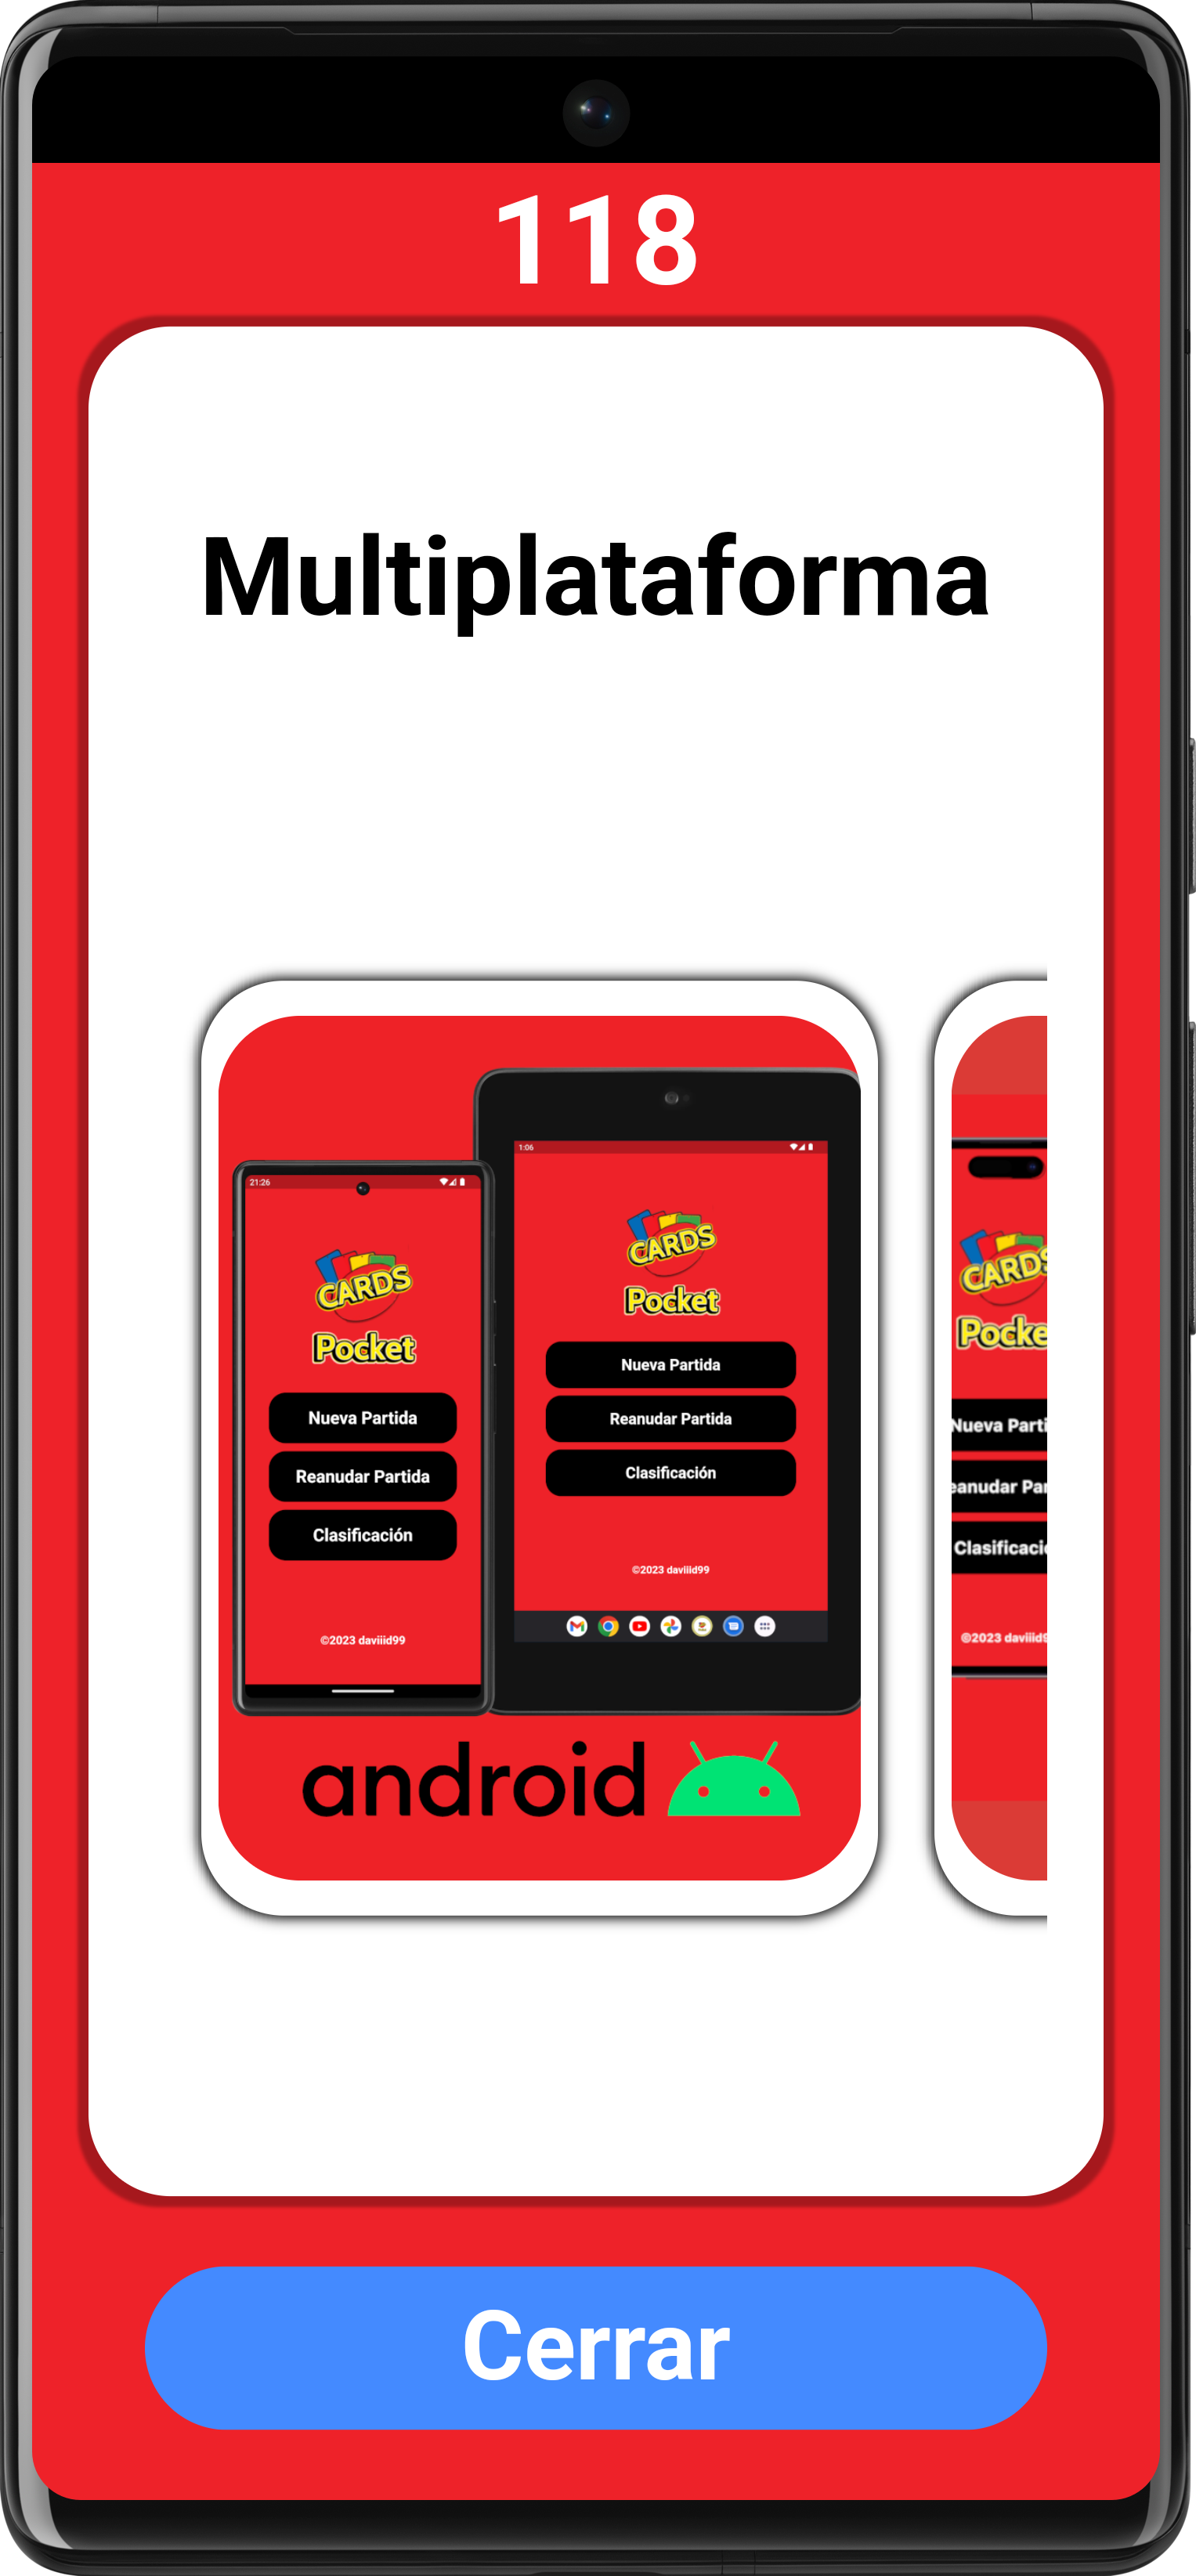 118
Multiplataforma
21:26
CARDS
Pocket
Nueva Partida
Reanudar Partida
Clasificación
©2023 daviiid99
1:06
CARDS
Pocket
Nueva Partida
Reanudar Partida
Clasificación
©2023 daviiid99
android
CARDS
Pocke
Nueva Parti
eanudar Par
Clasificaci
©2023 daviiid9
Cerrar